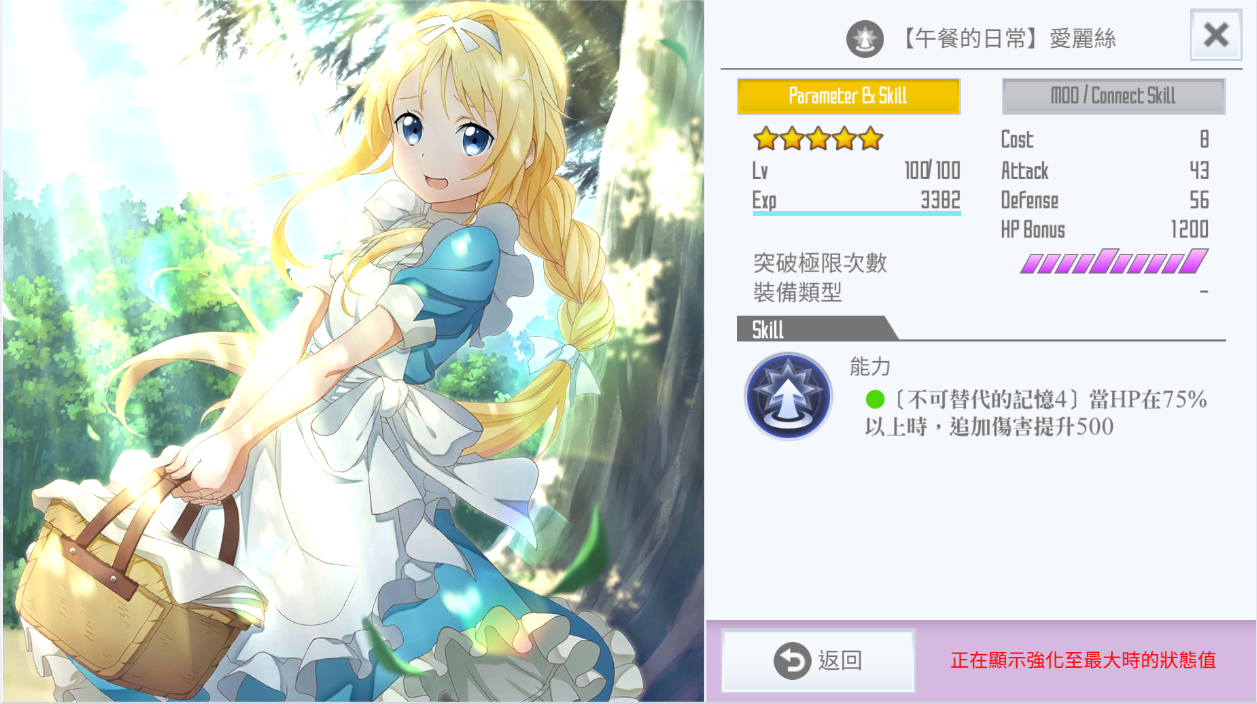 【午餐的日常】愛麗絲
Parameter & Skill
MOD / Connect Skill
Lv 100/100
Exp 3382
Cost 8
Attack 43
Defense 56
HP Bonus 1200
突破極限次數
裝備類型 -
Skill
能力
〔不可替代的記憶4〕當HP在75%
以上時，追加傷害提升500
返回
正在顯示強化至最大時的狀態值